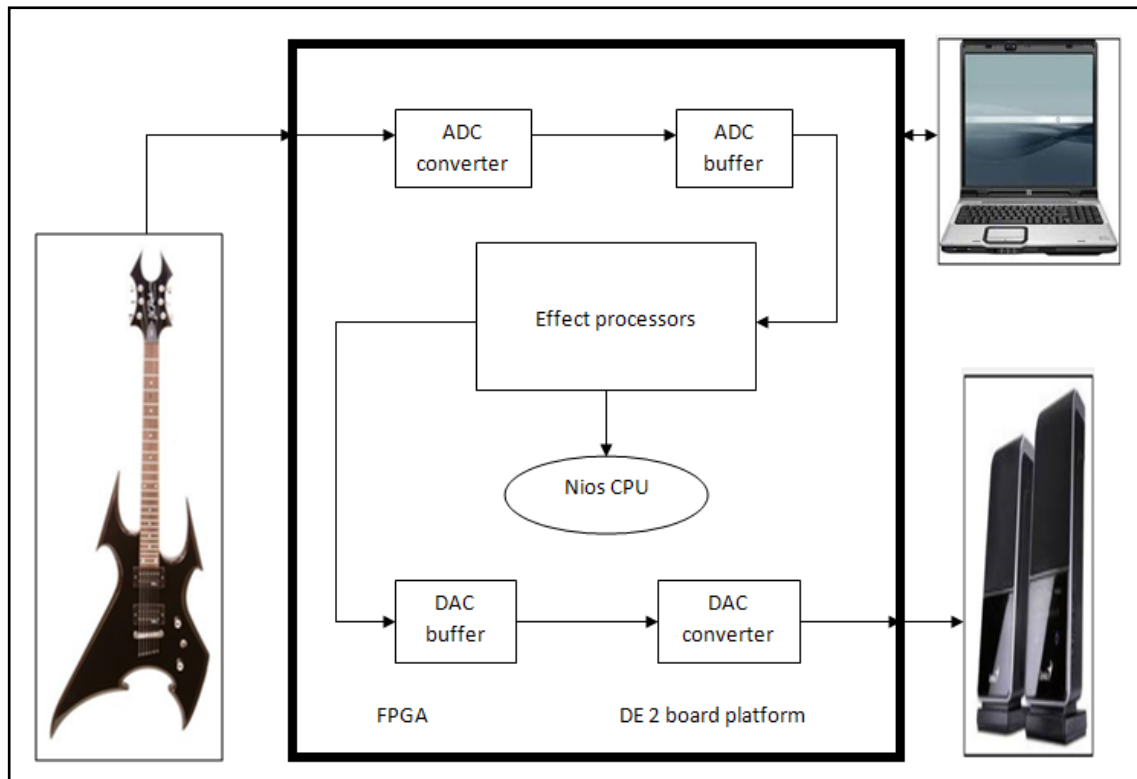 ADC
converter
ADC
buffer
Effect processors
Nios CPU
DAC
buffer
DAC
converter
FPGA
DE 2 board platform